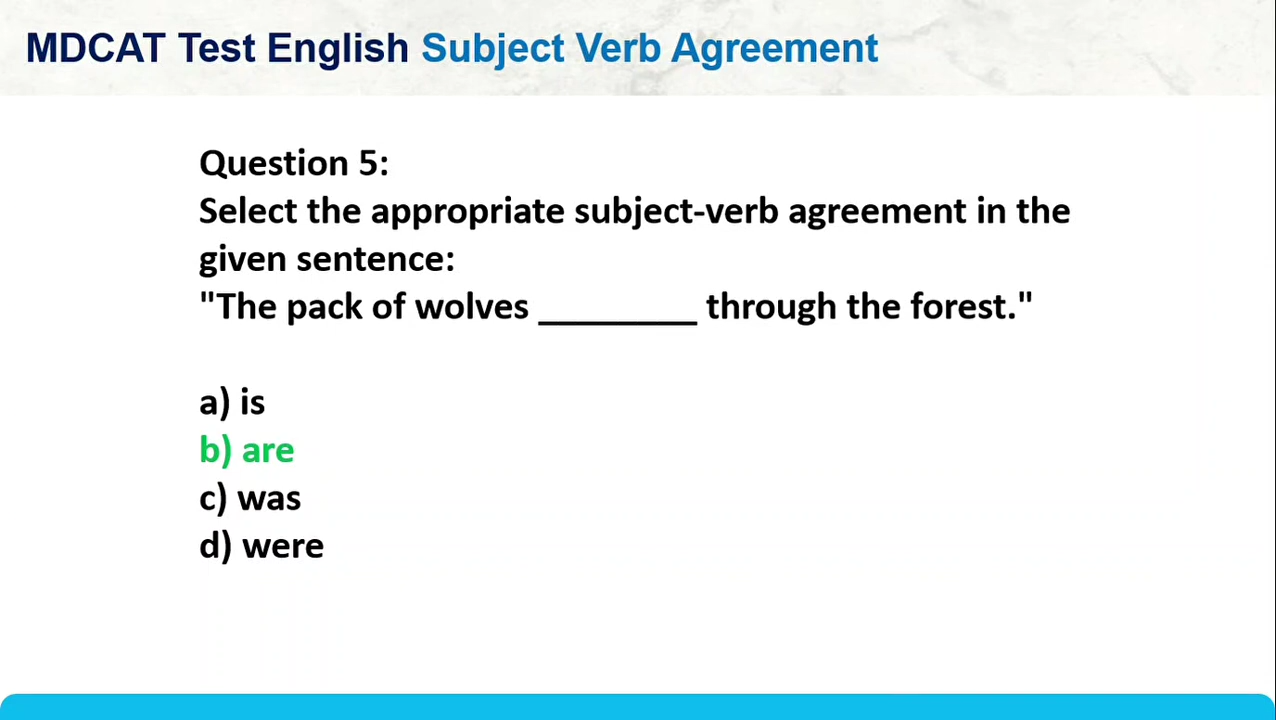 MDCAT Test English Subject Verb Agreement
Question 5:
Select the appropriate subject-verb agreement in the
given sentence:
"The pack of wolves ________ through the forest."
a) is
b) are
c) was
d) were